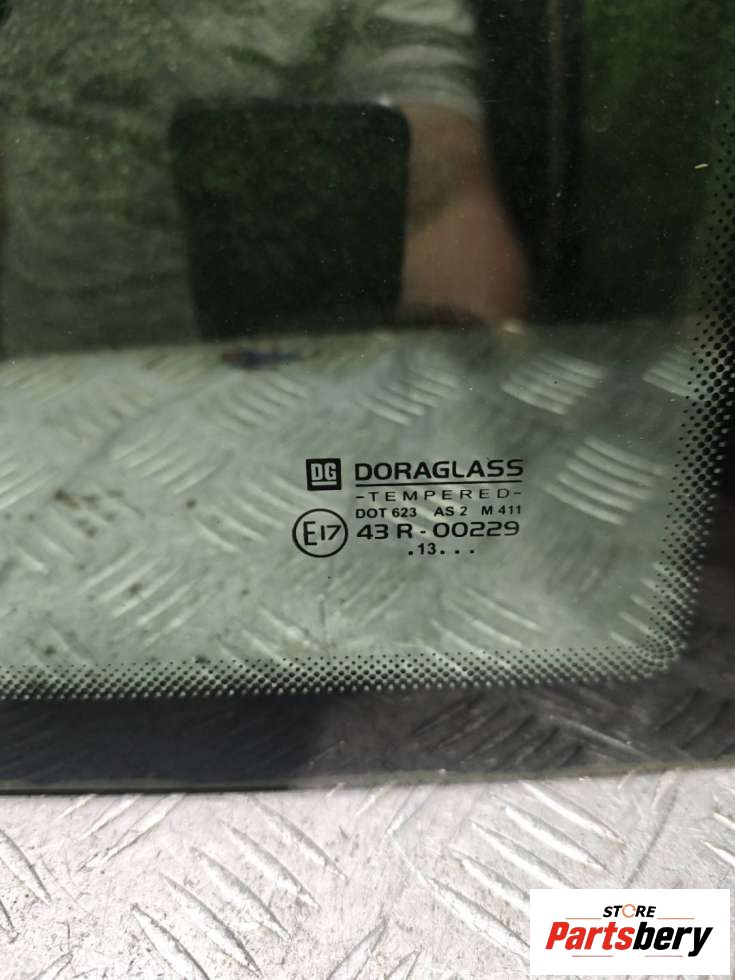 DG DORAGLASS
-TEMPERED-
DOT 623 AS 2 M 411
E17 43 R - 00229
.13...
STORE
Partsbery